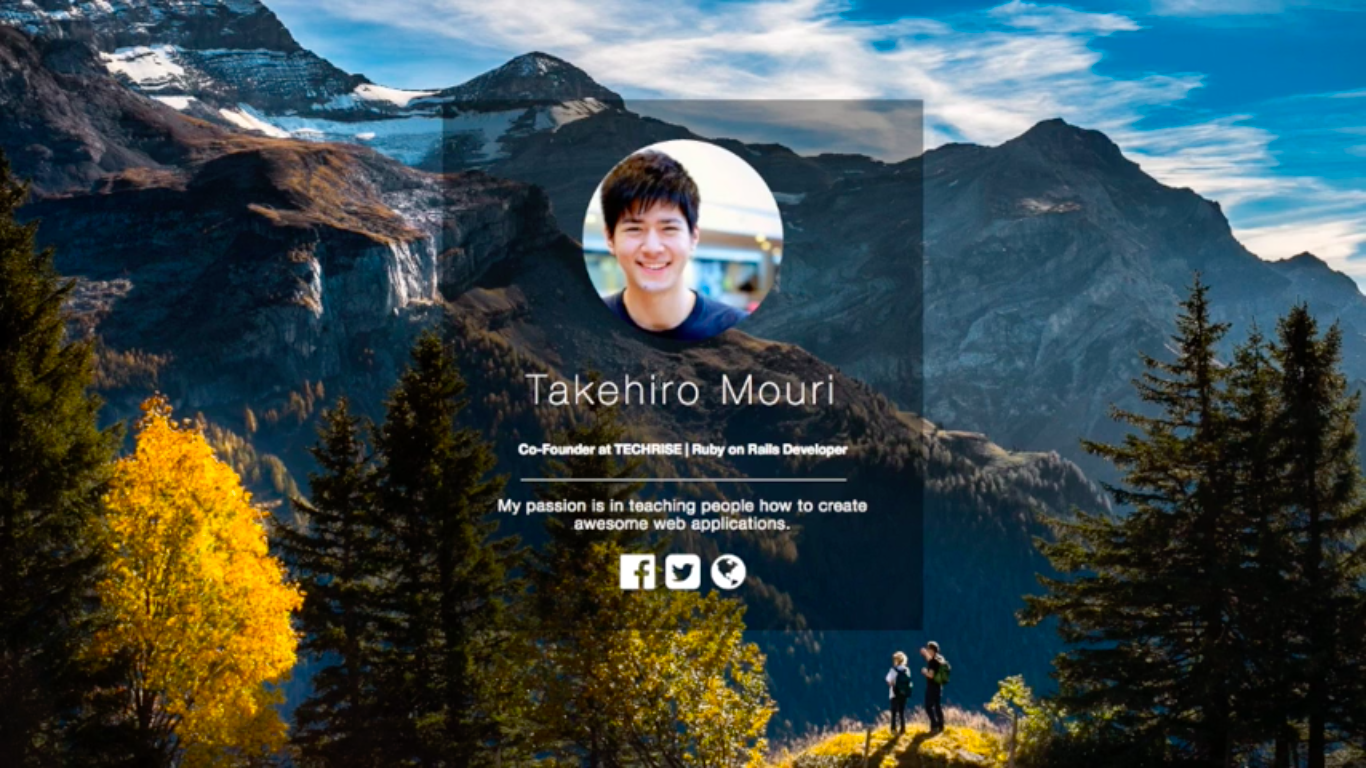 Takehiro Mouri
Co-Founder at TECHRISE | Ruby on Rails Developer
My passion is in teaching people how to create
awesome web applications.